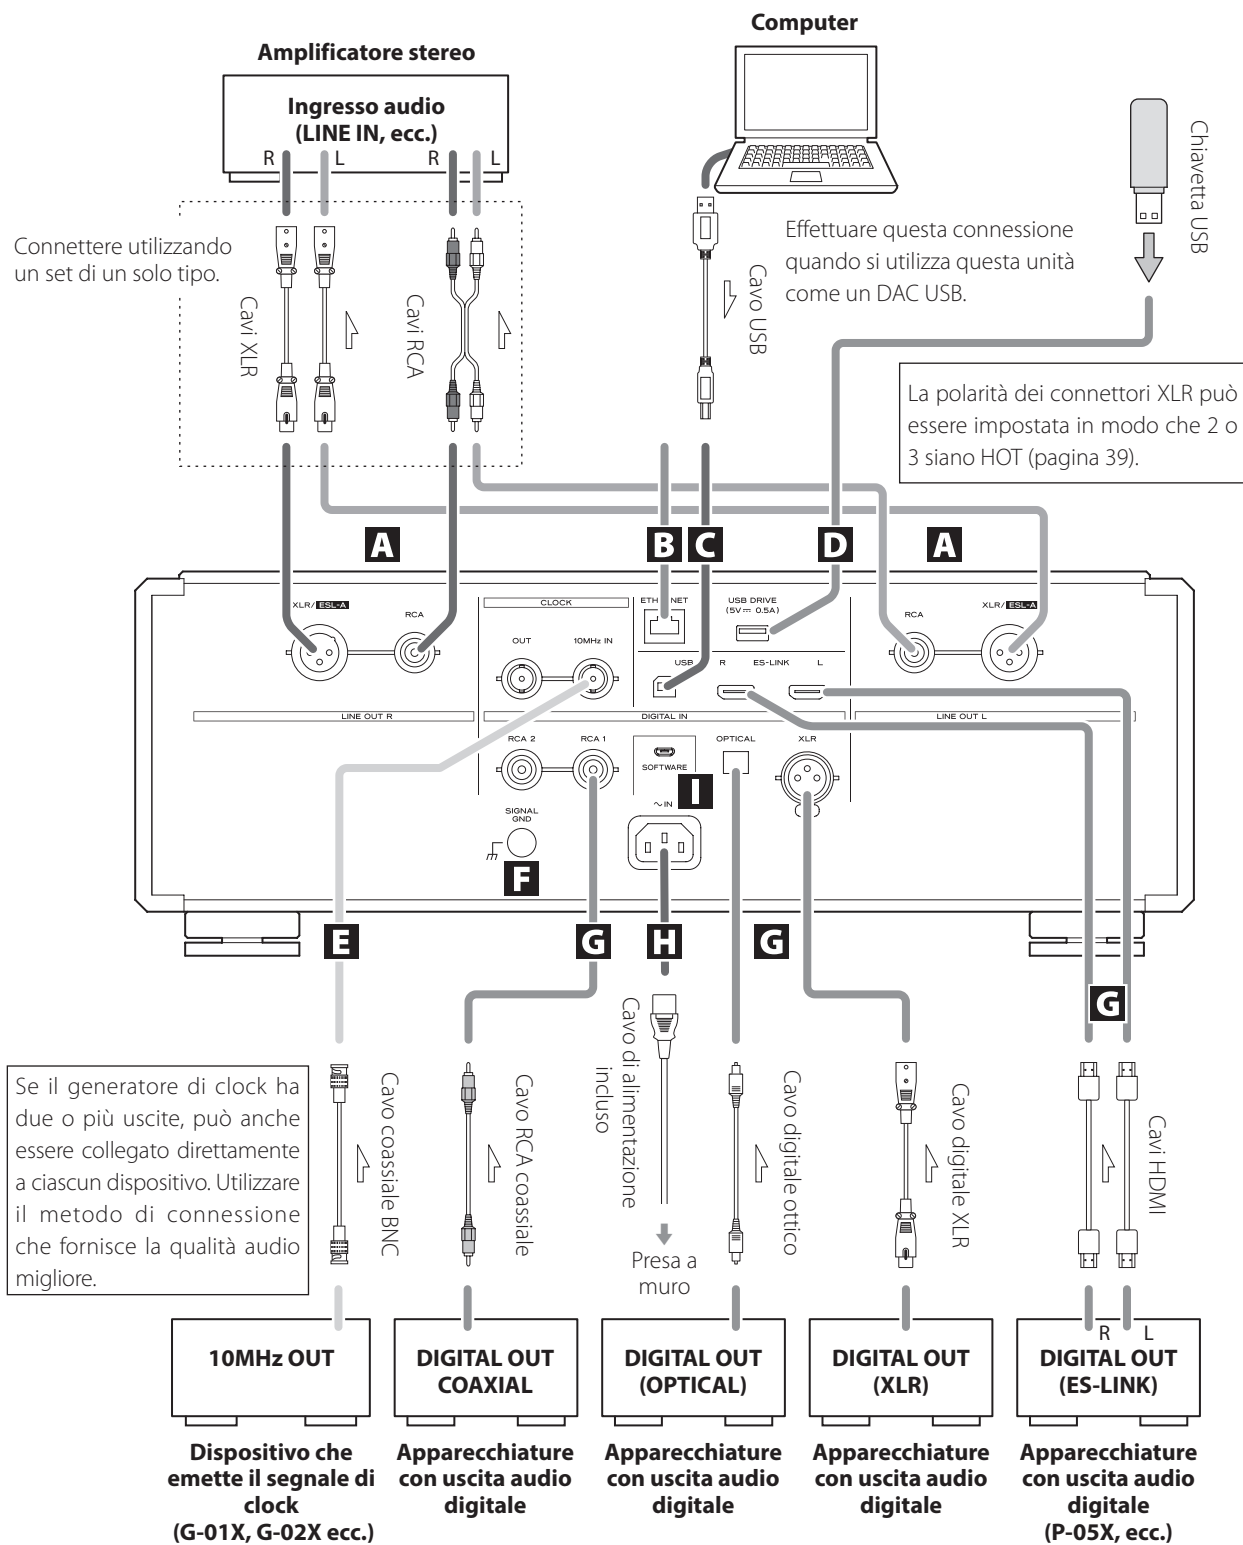 Computer
Amplificatore stereo
Ingresso audio
(LINE IN, ecc.)
R L R L
Chiavetta USB
Connettere utilizzando
un set di un solo tipo.
Cavi XLR
Cavi RCA
Cavo USB
Effettuare questa connessione
quando si utilizza questa unità
come un DAC USB.
La polarità dei connettori XLR può
essere impostata in modo che 2 o
3 siano HOT (pagina 39).
A B C D A
XLR/ ESL-A
RCA
CLOCK
OUT 10MHz IN
ETHERNET
USB DRIVE
(5V⎓ 0.5A)
RCA
XLR/ ESL-A
USB R ES-LINK L
LINE OUT R
DIGITAL IN
LINE OUT L
RCA 2 RCA 1
SOFTWARE
OPTICAL XLR
I
SIGNAL
GND
∼IN
F
E G H G
G
Se il generatore di clock ha
due o più uscite, può anche
essere collegato direttamente
a ciascun dispositivo. Utilizzare
il metodo di connessione
che fornisce la qualità audio
migliore.
Cavo coassiale BNC
Cavo RCA coassiale
Cavo di alimentazione
incluso
Presa a
muro
Cavo digitale ottico
Cavo digitale XLR
Cavi HDMI
10MHz OUT
Dispositivo che
emette il segnale di
clock
(G-01X, G-02X ecc.)
DIGITAL OUT
COAXIAL
Apparecchiature
con uscita audio
digitale
DIGITAL OUT
(OPTICAL)
Apparecchiature
con uscita audio
digitale
DIGITAL OUT
(XLR)
Apparecchiature
con uscita audio
digitale
R L
DIGITAL OUT
(ES-LINK)
Apparecchiature
con uscita audio
digitale
(P-05X, ecc.)